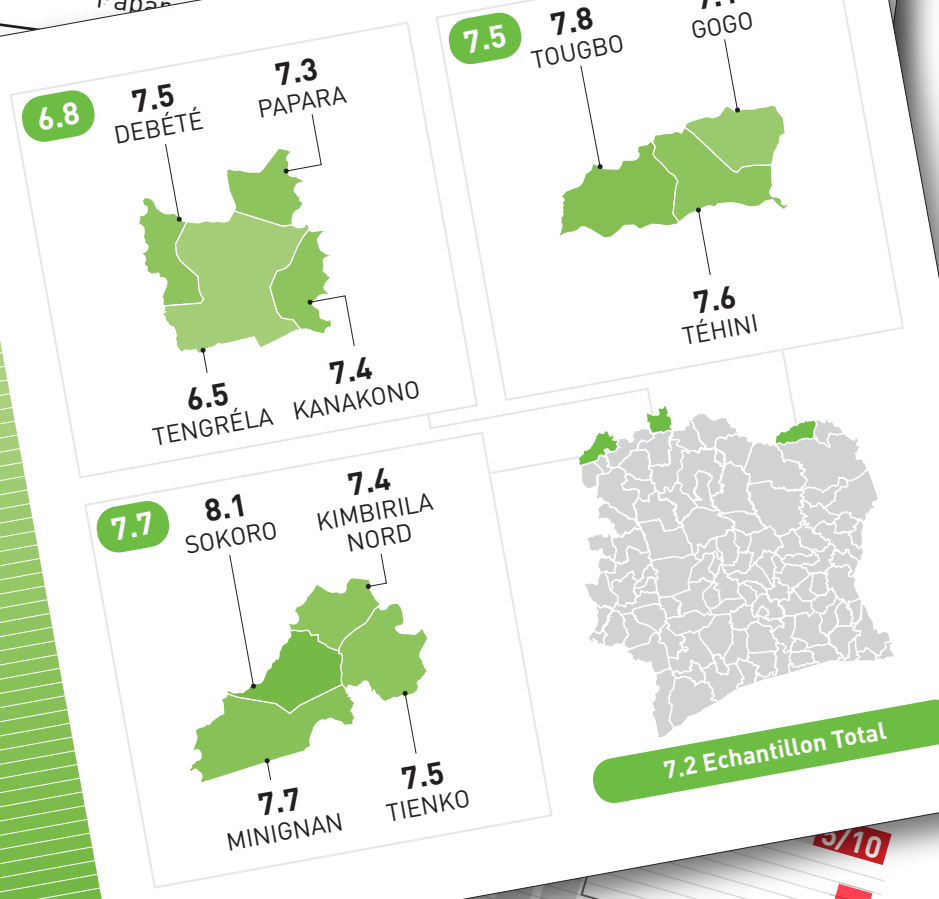 6.8
7.5
DEBÉTÉ
7.3
PAPARA
6.5
TENGRÉLA
7.4
KANAKONO
7.5
7.8
TOUGBO
GOGO
7.6
TÉHINI
7.7
8.1
SOKORO
7.4
KIMBIRILA
NORD
7.7
MINIGNAN
7.5
TIENKO
7.2 Echantillon Total
5/10